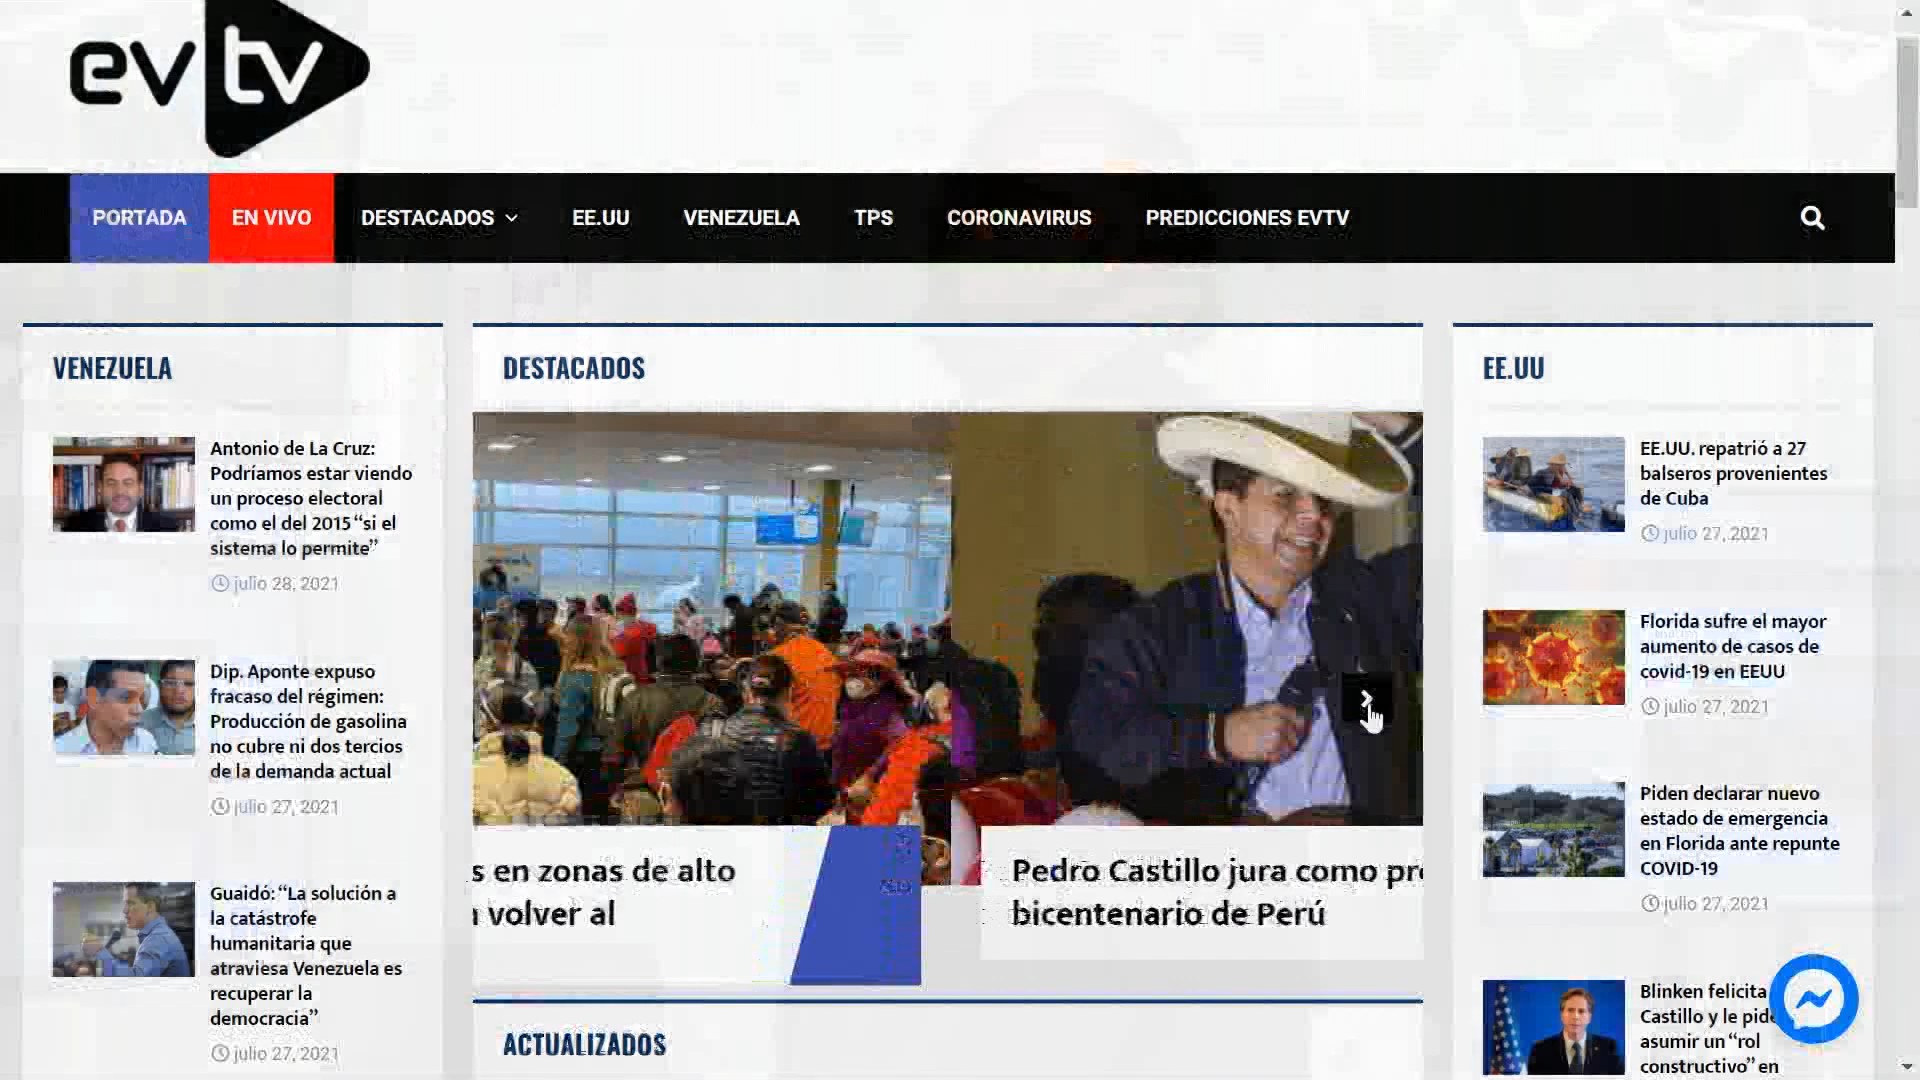 evtv
PORTADA
EN VIVO
DESTACADOS
EE.UU
VENEZUELA
TPS
CORONAVIRUS
PREDICCIONES EVTV
VENEZUELA
Antonio de La Cruz:
Podríamos estar viendo
un proceso electoral
como el del 2015 “si el
sistema lo permite”
julio 28, 2021
Dip. Aponte expuso
fracaso del régimen:
Producción de gasolina
no cubre ni dos tercios
de la demanda actual
julio 27, 2021
Guaidó: “La solución a
la catástrofe
humanitaria que
atraviesa Venezuela es
recuperar la
democracia”
julio 27, 2021
DESTACADOS
s en zonas de alto
volver al
Pedro Castillo jura como pr
bicentenario de Perú
ACTUALIZADOS
EE.UU
EE.UU. repatrió a 27
balseros provenientes
de Cuba
julio 27, 2021
Florida sufre el mayor
aumento de casos de
covid-19 en EEUU
julio 27, 2021
Piden declarar nuevo
estado de emergencia
en Florida ante repunte
COVID-19
julio 27, 2021
Blinken felicita
Castillo y le pide
asumir un “rol
constructivo” en